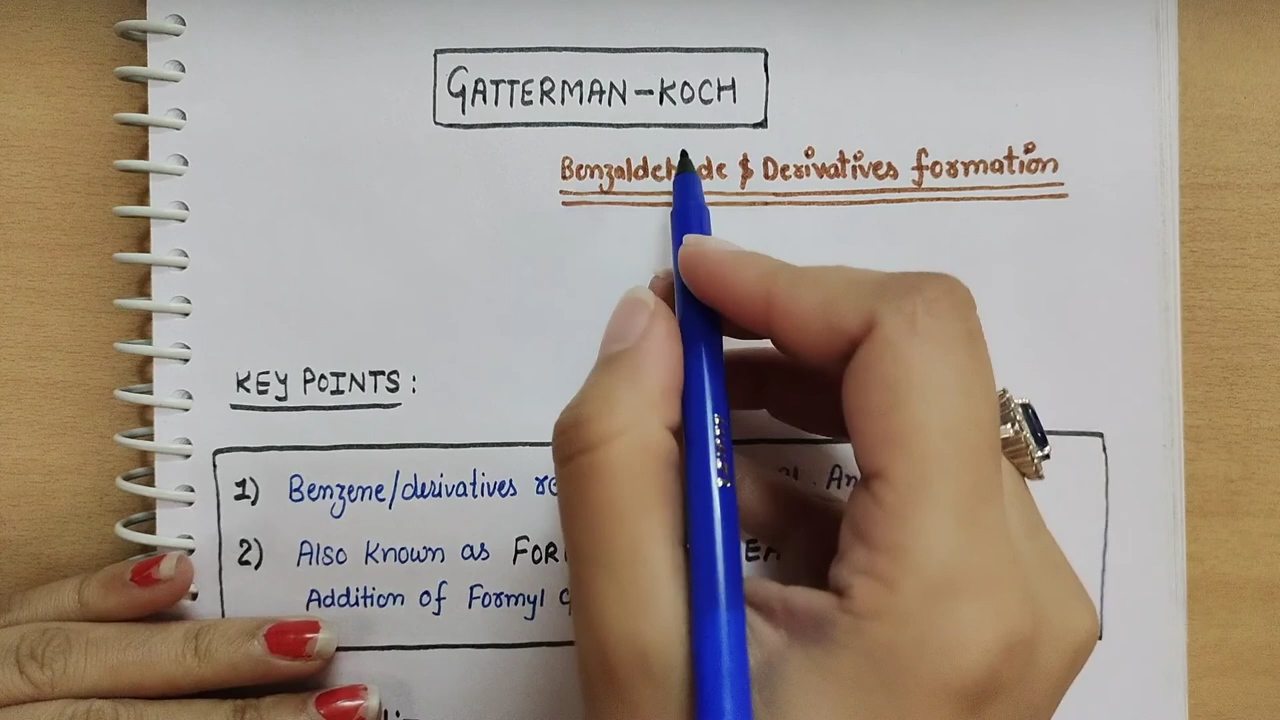 GATTERMAN-KOCH
Benzaldehyde & Derivatives formation
KEY POINTS :
1) Benzene/derivatives
2) Also Known as
Addition of Formyl